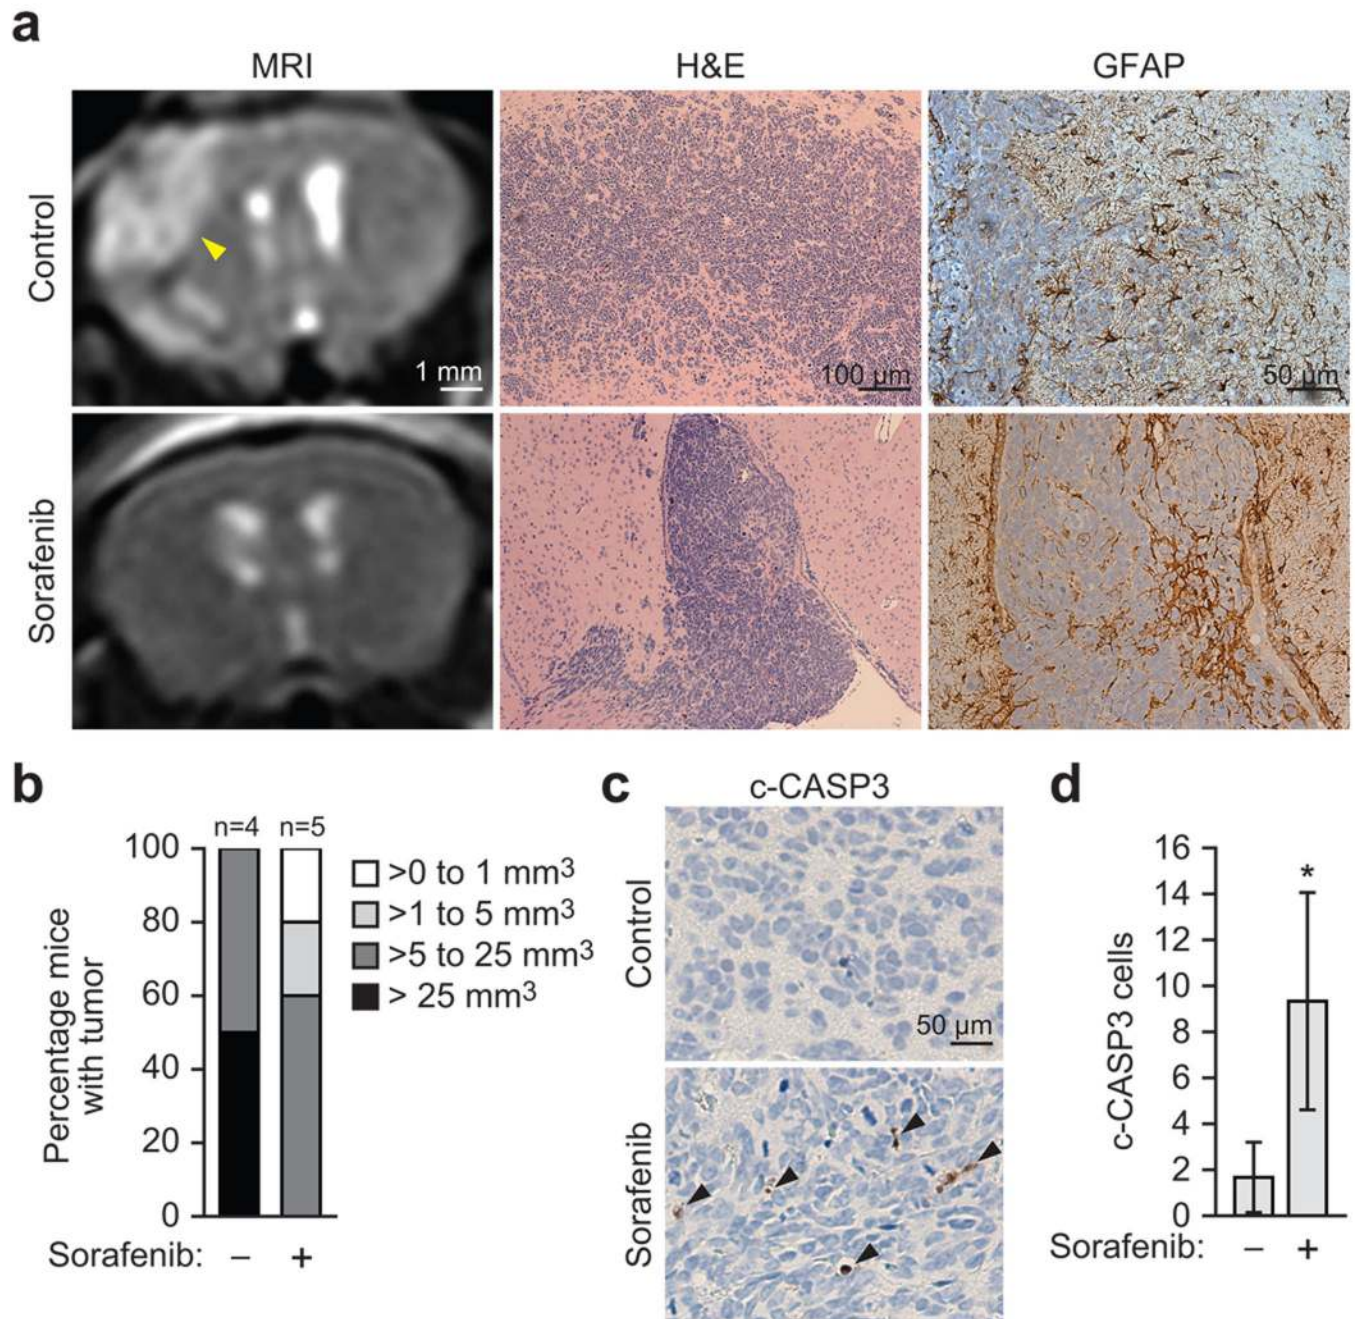 a
MRI
H&E
GFAP
Control
1 mm
100 µm
50 µm
Sorafenib
b
Percentage mice
with tumor
n=4
n=5
100
80
60
40
20
0
Sorafenib: – +
>0 to 1 mm³
>1 to 5 mm³
>5 to 25 mm³
> 25 mm³
c
c-CASP3
Control
50 µm
Sorafenib
d
c-CASP3 cells
16
14
12
10
8
6
4
2
0
*
Sorafenib: – +